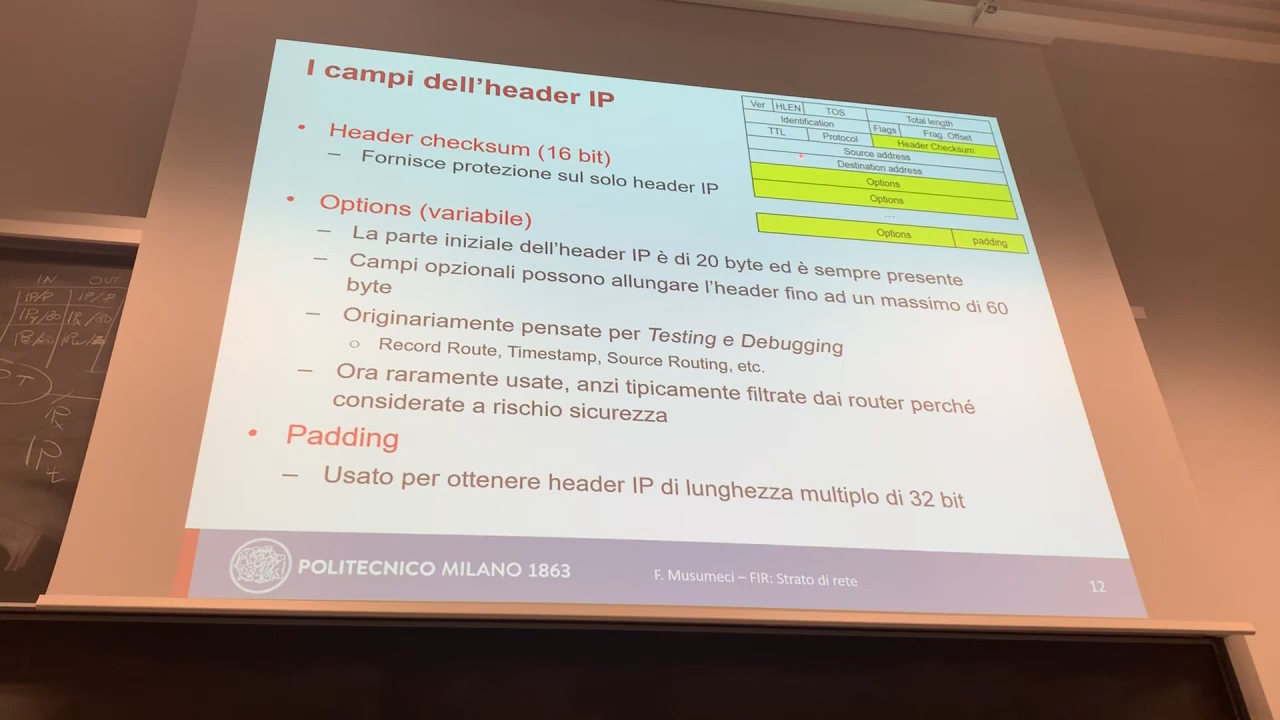 I campi dell'header IP
• Header checksum (16 bit)
– Fornisce protezione sul solo header IP
• Options (variabile)
– La parte iniziale dell'header IP è di 20 byte ed è sempre presente
– Campi opzionali possono allungare l'header fino ad un massimo di 60
byte
– Originariamente pensate per Testing e Debugging
○ Record Route, Timestamp, Source Routing, etc.
– Ora raramente usate, anzi tipicamente filtrate dai router perché
considerate a rischio sicurezza
• Padding
– Usato per ottenere header IP di lunghezza multiplo di 32 bit
Ver HLEN TOS Total length
Identification Flags Frag. Offset
TTL Protocol Header Checksum
Source address
Destination address
Options
Options
...
Options padding
POLITECNICO MILANO 1863
F. Musumeci – FIR: Strato di rete
12
IN OUT
IP/P IP/P